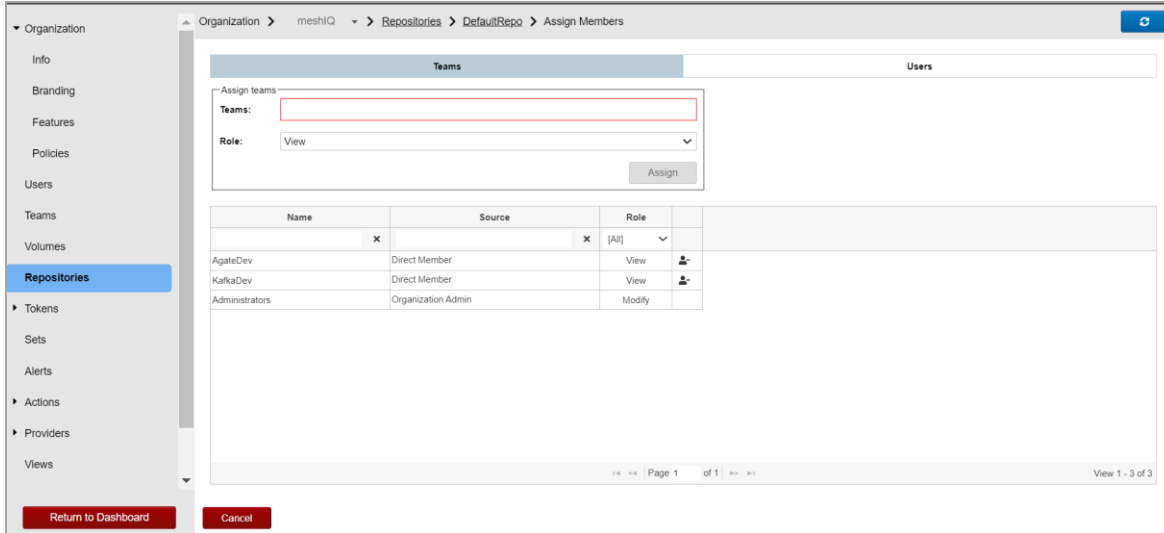 Organization
Info
Branding
Features
Policies
Users
Teams
Volumes
Repositories
Tokens
Sets
Alerts
Actions
Providers
Views
Return to Dashboard
Organization > meshIQ > Repositories > DefaultRepo > Assign Members
Teams Users
Assign teams
Teams:
Role: View
Assign
Name Source Role
[All]
AgateDev Direct Member View
KafkaDev Direct Member View
Administrators Organization Admin Modify
Page 1 of 1 View 1 - 3 of 3
Cancel